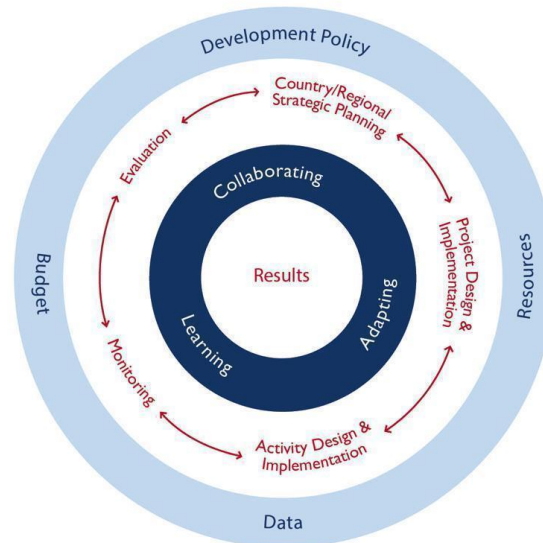 Development Policy
Country/Regional
Strategic Planning
Evaluation
Collaborating
Project Design &
Implementation
Budget
Results
Resources
Learning
Adapting
Monitoring
Activity Design &
Implementation
Data